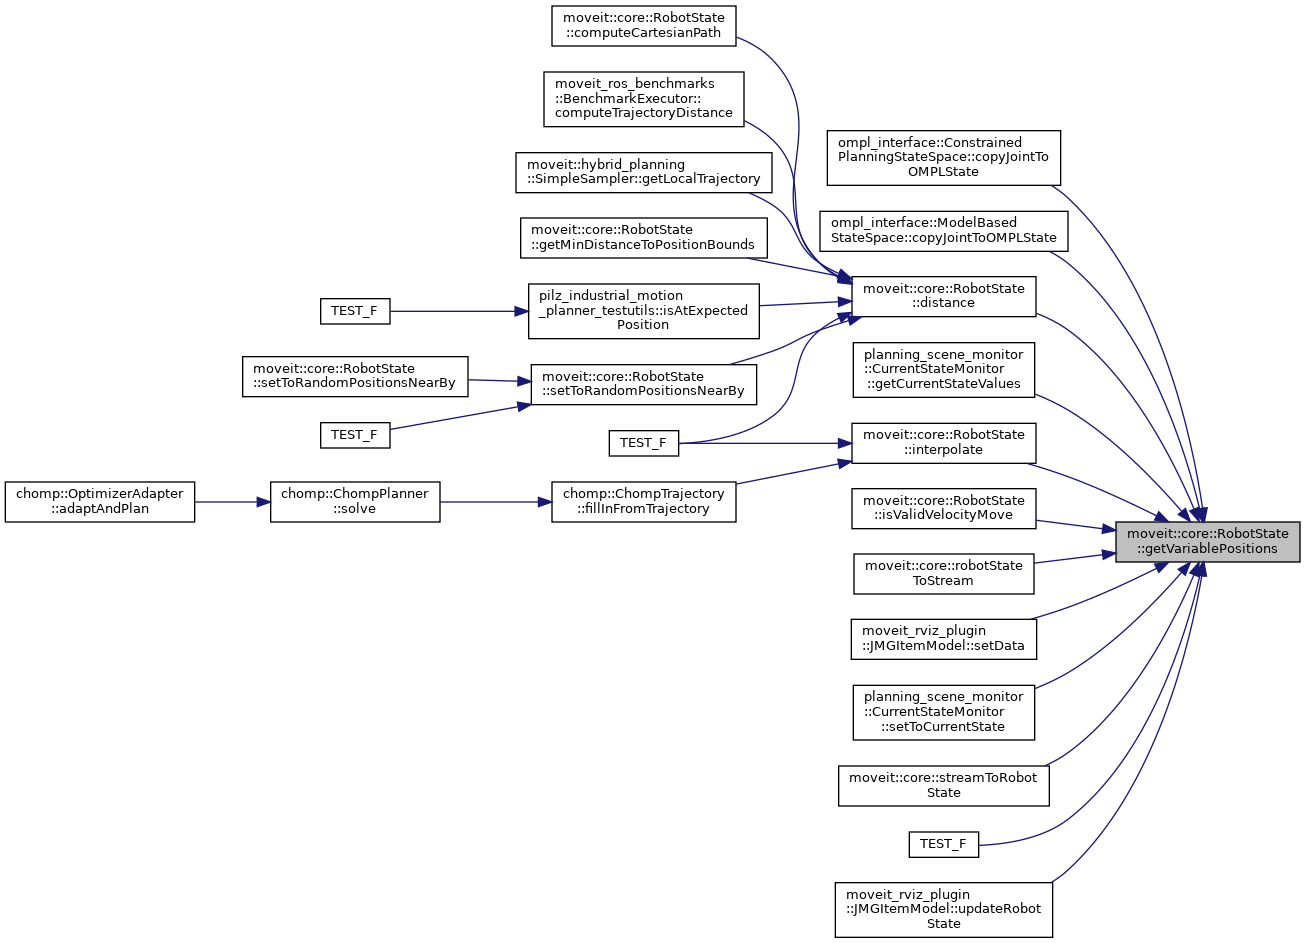 moveit::core::RobotState
::computeCartesianPath
moveit_ros_benchmarks
::BenchmarkExecutor::
computeTrajectoryDistance
moveit::hybrid_planning
::SimpleSampler::getLocalTrajectory
moveit::core::RobotState
::getMinDistanceToPositionBounds
pilz_industrial_motion
_planner_testutils::isAtExpected
Position
TEST_F
moveit::core::RobotState
::setToRandomPositionsNearBy
moveit::core::RobotState
::setToRandomPositionsNearBy
TEST_F
TEST_F
chomp::OptimizerAdapter
::adaptAndPlan
chomp::ChompPlanner
::solve
chomp::ChompTrajectory
::fillInFromTrajectory
ompl_interface::Constrained
PlanningStateSpace::copyJointTo
OMPLState
ompl_interface::ModelBased
StateSpace::copyJointToOMPLState
moveit::core::RobotState
::distance
planning_scene_monitor
::CurrentStateMonitor
::getCurrentStateValues
moveit::core::RobotState
::interpolate
moveit::core::RobotState
::isValidVelocityMove
moveit::core::robotState
ToStream
moveit_rviz_plugin
::JMGItemModel::setData
planning_scene_monitor
::CurrentStateMonitor
::setToCurrentState
moveit::core::streamToRobot
State
TEST_F
moveit_rviz_plugin
::JMGItemModel::updateRobot
State
moveit::core::RobotState
::getVariablePositions